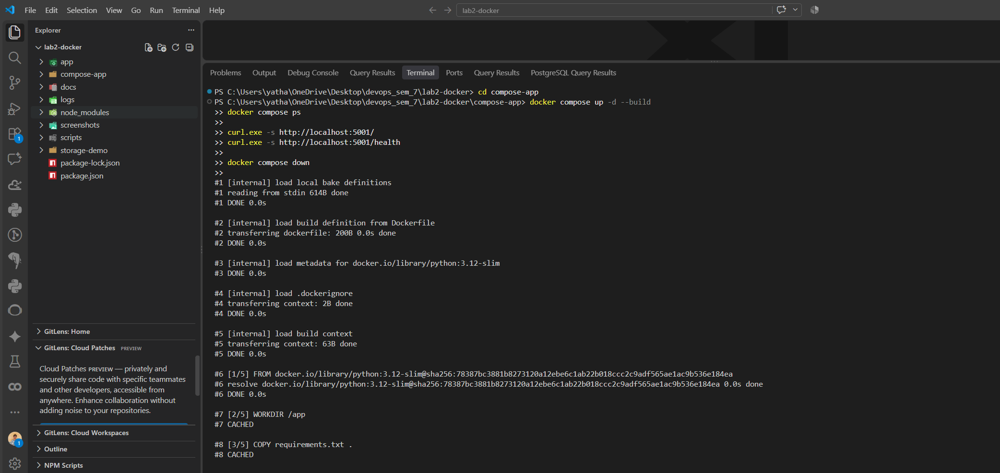 File Edit Selection View Go Run Terminal Help
lab2-docker
Explorer
lab2-docker
app
compose-app
docs
logs
node_modules
screenshots
scripts
storage-demo
package-lock.json
package.json
GitLens: Home
GitLens: Cloud Patches PREVIEW
Cloud Patches PREVIEW — privately and
securely share code with specific teammates
and other developers, accessible from
anywhere. Enhance collaboration without
adding noise to your repositories.
GitLens: Cloud Workspaces
Outline
NPM Scripts
1
1
Problems Output Debug Console Query Results Terminal Ports Query Results PostgreSQL Query Results
PS C:\Users\yatha\OneDrive\Desktop\devops_sem_7\lab2-docker> cd compose-app
PS C:\Users\yatha\OneDrive\Desktop\devops_sem_7\lab2-docker\compose-app> docker compose up -d --build
>> docker compose ps
>>
>> curl.exe -s http://localhost:5001/
>> curl.exe -s http://localhost:5001/health
>>
>> docker compose down
>>
#1 [internal] load local bake definitions
#1 reading from stdin 614B done
#1 DONE 0.0s
#2 [internal] load build definition from Dockerfile
#2 transferring dockerfile: 200B 0.0s done
#2 DONE 0.0s
#3 [internal] load metadata for docker.io/library/python:3.12-slim
#3 DONE 0.0s
#4 [internal] load .dockerignore
#4 transferring context: 2B done
#4 DONE 0.0s
#5 [internal] load build context
#5 transferring context: 63B done
#5 DONE 0.0s
#6 [1/5] FROM docker.io/library/python:3.12-slim@sha256:78387bc3881b8273120a12ebe6c1ab22b018ccc2c9adf565ae1ac9b536e184ea
#6 resolve docker.io/library/python:3.12-slim@sha256:78387bc3881b8273120a12ebe6c1ab22b018ccc2c9adf565ae1ac9b536e184ea 0.0s done
#6 DONE 0.0s
#7 [2/5] WORKDIR /app
#7 CACHED
#8 [3/5] COPY requirements.txt .
#8 CACHED